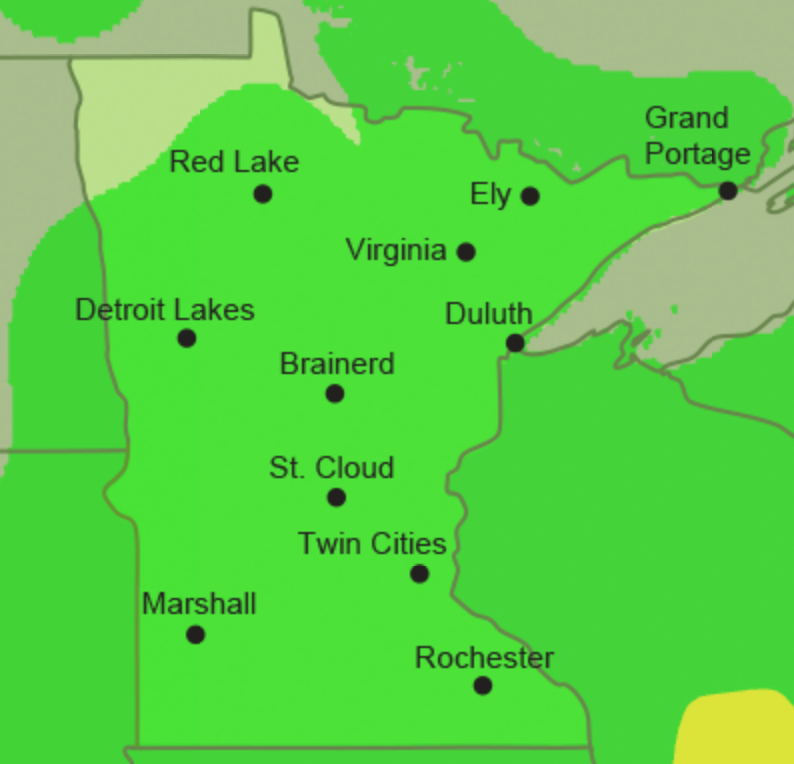 Grand
Portage
Red Lake
Ely
Virginia
Detroit Lakes
Duluth
Brainerd
St. Cloud
Twin Cities
Marshall
Rochester